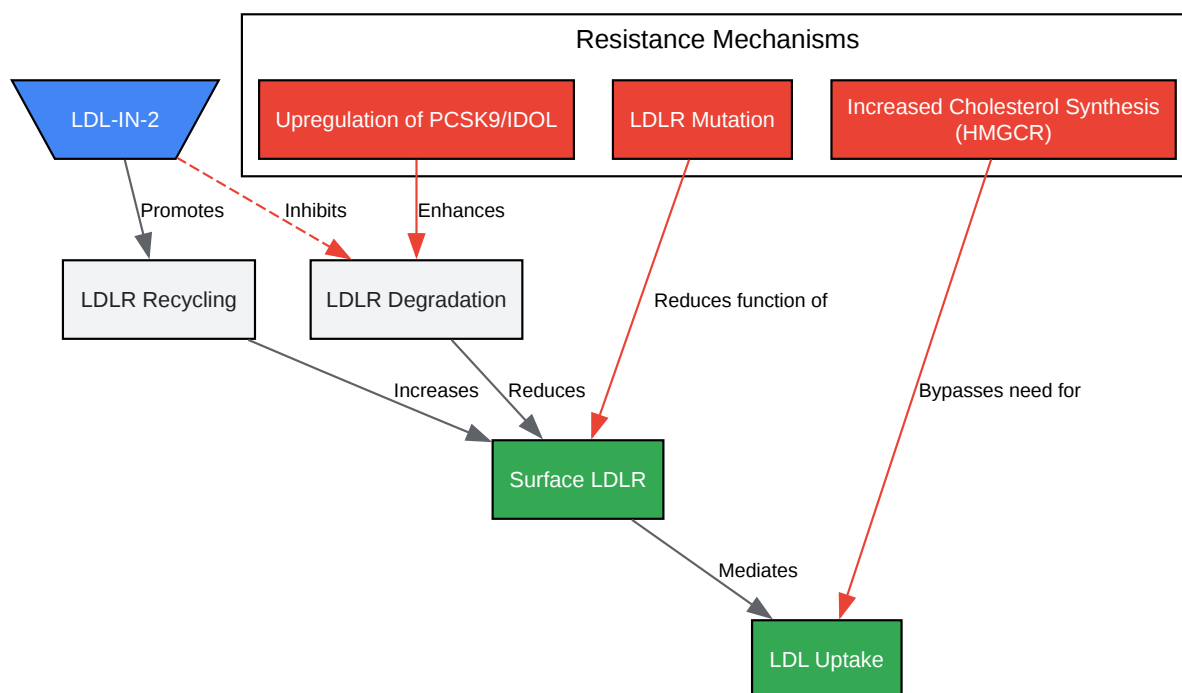 Resistance Mechanisms
LDL-IN-2
Upregulation of PCSK9/IDOL
LDLR Mutation
Increased Cholesterol Synthesis
(HMGCR)
Promotes
Inhibits
Enhances
LDLR Recycling
LDLR Degradation
Reduces function of
Increases
Reduces
Bypasses need for
Surface LDLR
Mediates
LDL Uptake